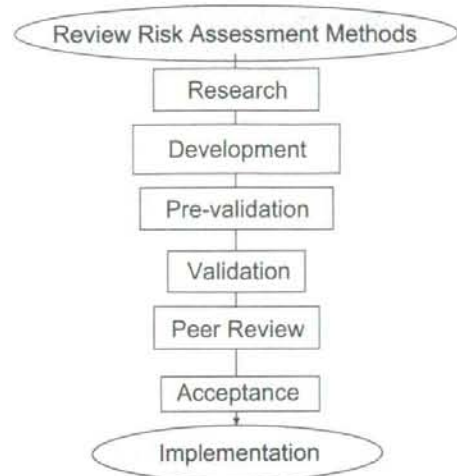 Review Risk Assessment Methods
Research
Development
Pre-validation
Validation
Peer Review
Acceptance
Implementation